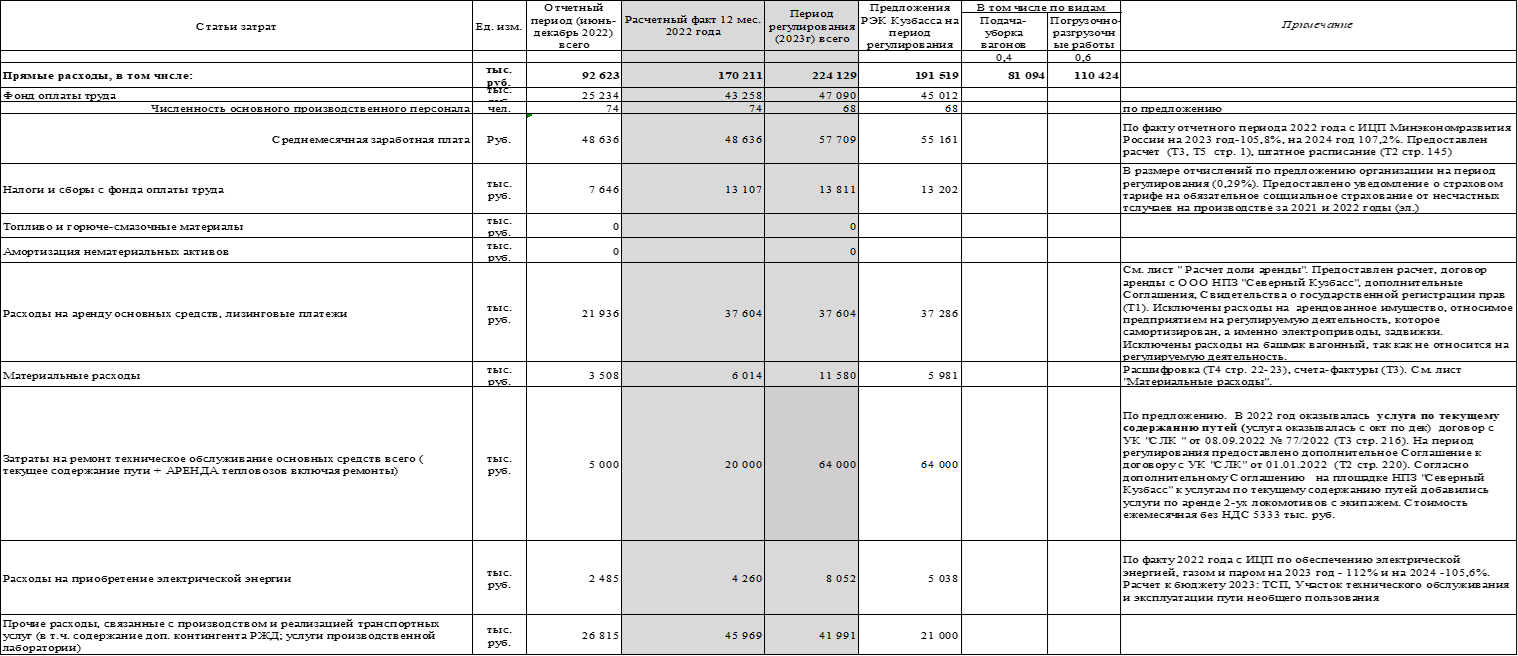 Статьи затрат
Ед. изм.
Отчетный
период (июнь-
декабрь 2022)
всего
Расчетный факт 12 мес.
2022 года
Период
регулирования
(2023г) всего
Предложения
РЭК Кузбасса на
период
регулирования
В том числе по видам
Подача-
уборка
вагонов
Погрузочно-
разгрузочн
ые работы
Примечание
0,4 0,6
Прямые расходы, в том числе: тыс. руб. 92 623 170 211 224 129 191 519 81 094 110 424
Фонд оплаты труда тыс. руб. 25 234 43 258 47 090 45 012
Численность основного производственного персонала чел. 74 74 68 68 по предложению
Среднемесячная заработная плата Руб. 48 636 48 636 57 709 55 161
По факту отчетного периода 2022 года с ИЦП Минэкономразвития
России на 2023 год-105,8%, на 2024 год 107,2%. Предоставлен
расчет (Т3, Т5 стр. 1), штатное расписание (Т2 стр. 145)
Налоги и сборы с фонда оплаты труда тыс. руб. 7 646 13 107 13 811 13 202
В размере отчислений по предложению организации на период
регулирования (0,29%). Предоставлено уведомление о страховом
тарифе на обязательное соцциальное страхование от несчастных
тслучаев на производстве за 2021 и 2022 годы (эл.)
Топливо и горюче-смазочные материалы тыс. руб. 0 0
Амортизация нематериальных активов тыс. руб. 0 0
Расходы на аренду основных средств, лизинговые платежи тыс. руб. 21 936 37 604 37 604 37 286
См. лист " Расчет доли аренды". Предоставлен расчет, договор
аренды с ООО НПЗ "Северный Кузбасс", дополнительные
Соглашения, Свидетельства о государственной регистрации прав
(Т1). Исключены расходы на арендованное имущество, относимое
предприятием на регулируемую деятельность, которое
самортизирован, а именно электроприводы, задвижки.
Исключены расходы на башмак вагонный, так как не относится на
регулируемую деятельность.
Материальные расходы тыс. руб. 3 508 6 014 11 580 5 981
Расшифровка (Т4 стр. 22-23), счета-фактуры (Т3). См. лист
"Материальные расходы".
Затраты на ремонт техническое обслуживание основных средств всего (
текущее содержание пути + АРЕНДА тепловозов включая ремонты)
тыс. руб. 5 000 20 000 64 000 64 000
По предложению. В 2022 год оказывалась услуга по текущему
содержанию путей (услуга оказывалась с окт по дек) договор с
УК "СЛК " от 08.09.2022 № 77/2022 (Т3 стр. 216). На период
регулирования предоставлено дополнительное Соглашение к
договору с УК "СЛК" от 01.01.2022 (Т2 стр. 220). Согласно
дополнительному Соглашению на площадке НПЗ "Северный
Кузбасс" к услугам по текущему содержанию путей добавились
услуги по аренде 2-ух локомотивов с экипажем. Стоимость
ежемесячная без НДС 5333 тыс. руб.
Расходы на приобретение электрической энергии тыс. руб. 2 485 4 260 8 052 5 038
По факту 2022 года с ИЦП по обеспечению электрической
энергией, газом и паром на 2023 год - 112% и на 2024 -105,6%.
Расчет к бюджету 2023: ТСП, Участок технического обслуживания
и эксплуатации пути необщего пользования
Прочие расходы, связанные с производством и реализацией транспортных
услуг (в т.ч. содержание доп. контингента РЖД; услуги производственной
лаборатории)
тыс. руб. 26 815 45 969 41 991 21 000